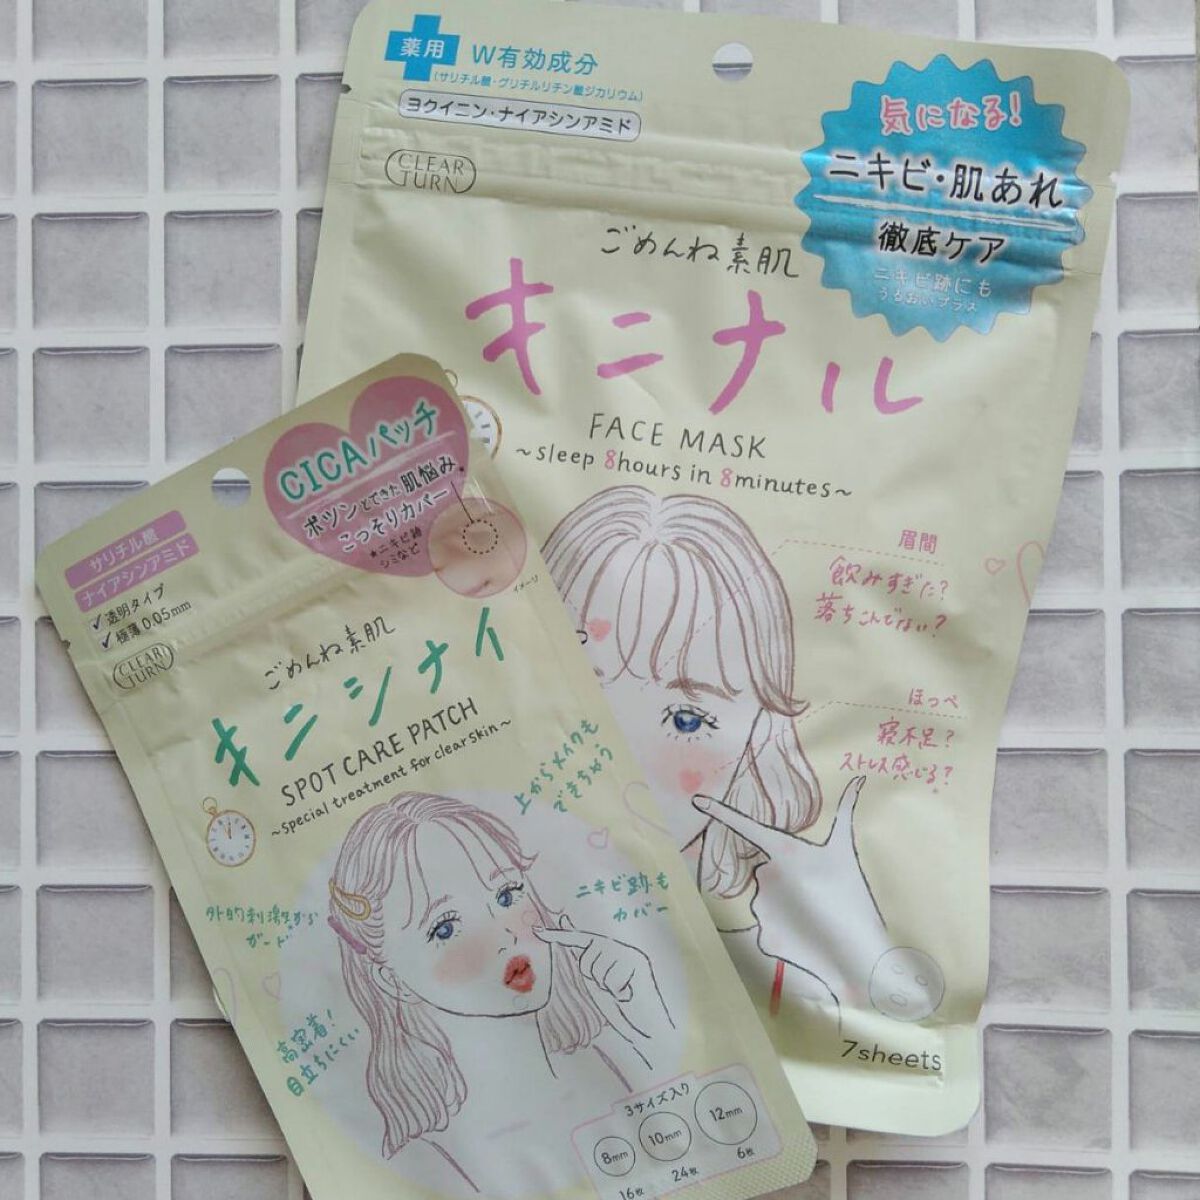 薬用
W有効成分
(サリチル酸・グリチルリチン酸ジカリウム)
ヨクイニン・ナイアシンアミド
CLEAR
TURN
気になる!
ニキビ・肌あれ
徹底ケア
ニキビ跡にも
うるおいプラス
ごめんね素肌
キニナル
FACE MASK
~sleep 8hours in 8minutes~
眉間
飲みすぎた?
落ちこんでない?
ほっぺ
寝不足?
ストレス感じる?
7sheets
CICAパッチ
ポツンとできた肌悩み*
こっそりカバー
*ニキビ跡
シミなど
イメージ
サリチル酸
ナイアシンアミド
✓透明タイプ
✓極薄0.05mm
CLEAR
TURN
ごめんね素肌
キニシナイ
SPOT CARE PATCH
~special treatment for clear skin~
上からメイクも
できちゃう
ニキビ跡も
カバー
外的刺激から
ガード
高密着!
目立ちにくい
3サイズ入り
8mm
10mm
12mm
16枚
24枚
6枚